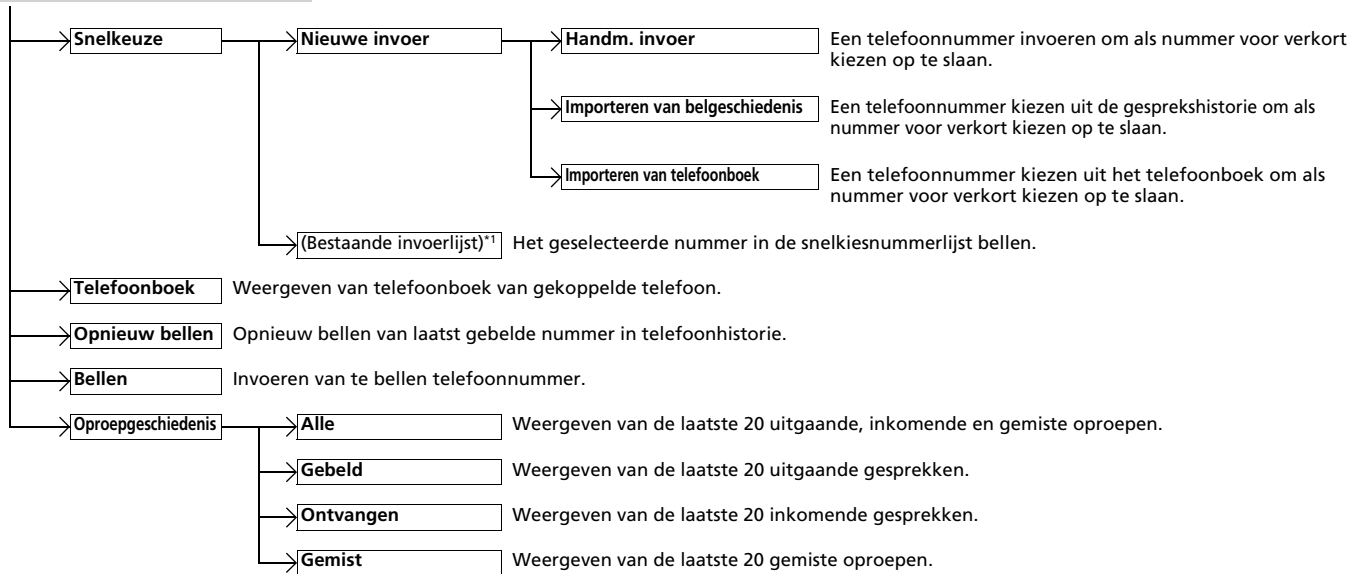 Snelkeuze
Nieuwe invoer
Handm. invoer
Een telefoonnummer invoeren om als nummer voor verkort
kiezen op te slaan.
Importeren van belgeschiedenis
Een telefoonnummer kiezen uit de gesprekshistorie om als
nummer voor verkort kiezen op te slaan.
Importeren van telefoonboek
Een telefoonnummer kiezen uit het telefoonboek om als
nummer voor verkort kiezen op te slaan.
(Bestaande invoerlijst)*1
Het geselecteerde nummer in de snelkiesnummerlijst bellen.
Telefoonboek
Weergeven van telefoonboek van gekoppelde telefoon.
Opnieuw bellen
Opnieuw bellen van laatst gebelde nummer in telefoonhistorie.
Bellen
Invoeren van te bellen telefoonnummer.
Oproepgeschiedenis
Alle
Weergeven van de laatste 20 uitgaande, inkomende en gemiste oproepen.
Gebeld
Weergeven van de laatste 20 uitgaande gesprekken.
Ontvangen
Weergeven van de laatste 20 inkomende gesprekken.
Gemist
Weergeven van de laatste 20 gemiste oproepen.